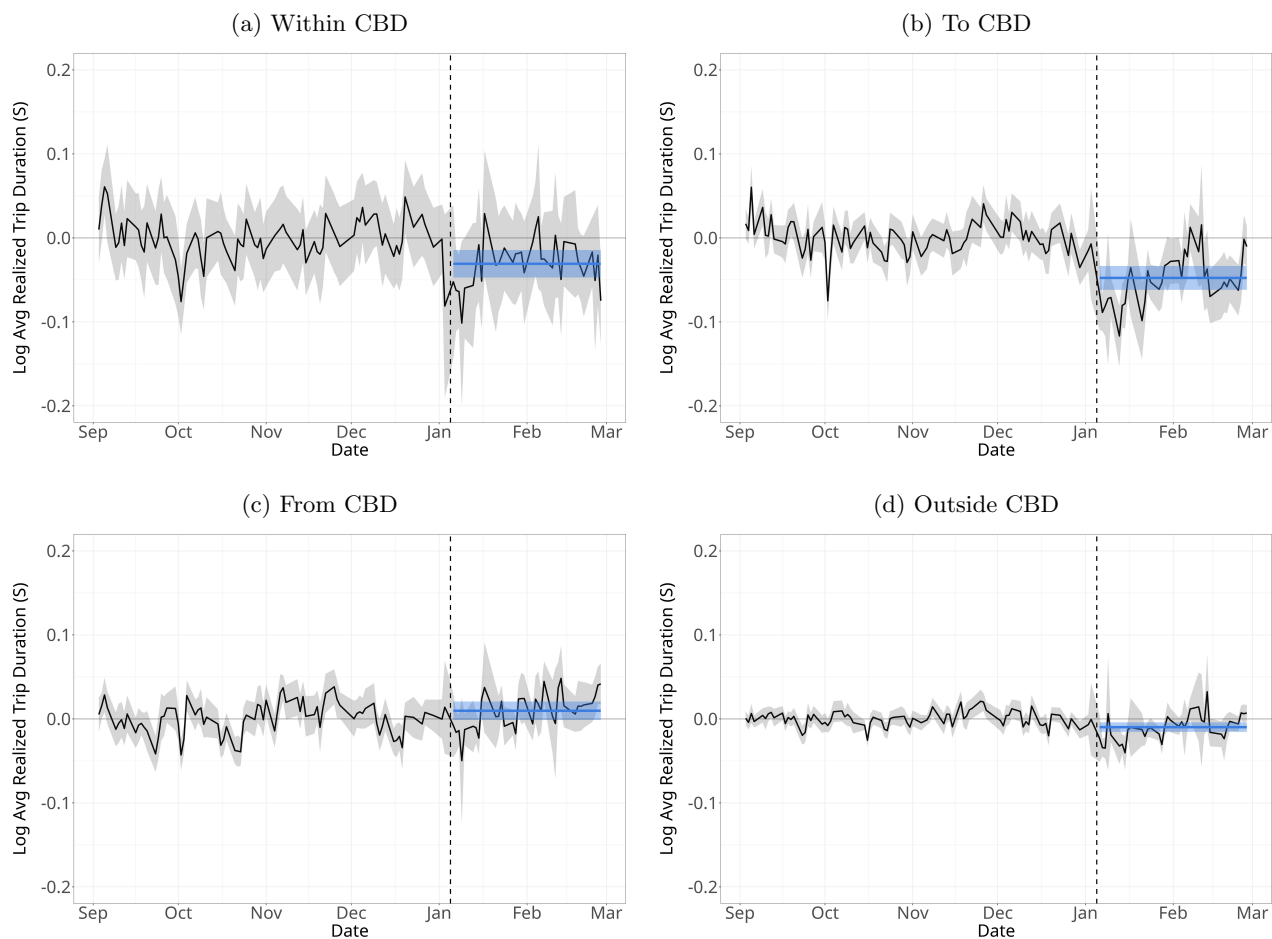 (a) Within CBD
Log Avg Realized Trip Duration (S)
0.2
0.1
0.0
-0.1
-0.2
Sep Oct Nov Dec Jan Feb Mar
Date
(b) To CBD
Log Avg Realized Trip Duration (S)
0.2
0.1
0.0
-0.1
-0.2
Sep Oct Nov Dec Jan Feb Mar
Date
(c) From CBD
Log Avg Realized Trip Duration (S)
0.2
0.1
0.0
-0.1
-0.2
Sep Oct Nov Dec Jan Feb Mar
Date
(d) Outside CBD
Log Avg Realized Trip Duration (S)
0.2
0.1
0.0
-0.1
-0.2
Sep Oct Nov Dec Jan Feb Mar
Date